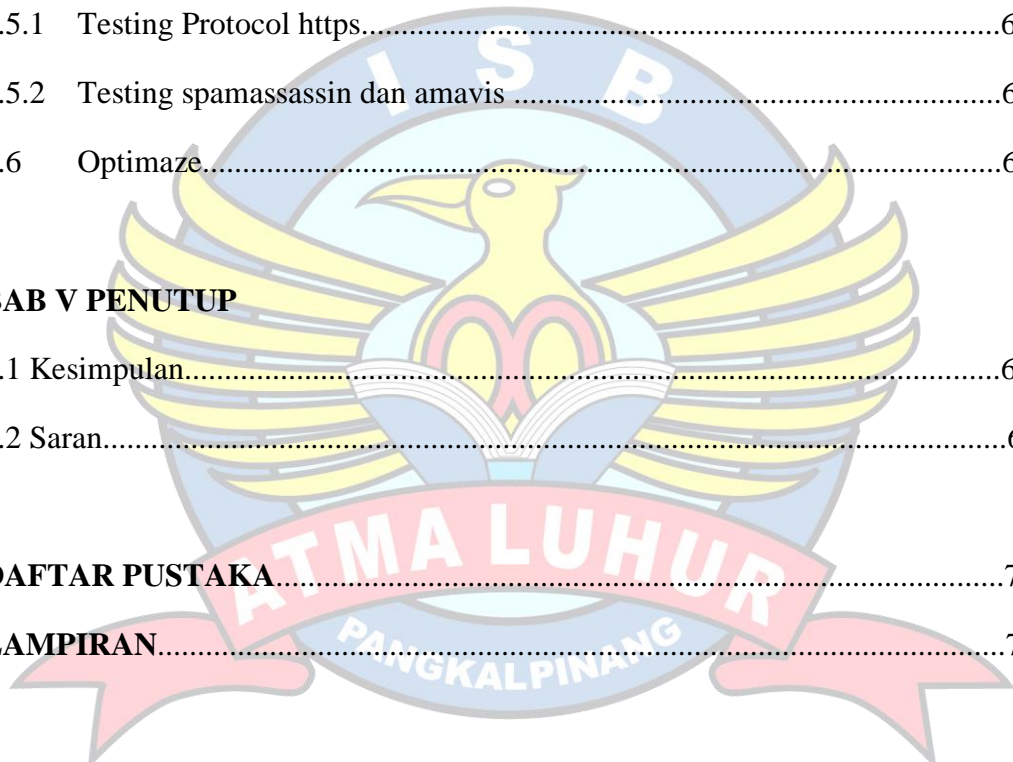 .5.1 Testing Protocol https..........6
.5.2 Testing spamassassin dan amavis ..........6
.6 Optimaze..........6
BAB V PENUTUP
.1 Kesimpulan..........6
.2 Saran..........6
DAFTAR PUSTAKA..........7
LAMPIRAN..........7
I S B
ATMA LUHUR
PANGKALPINANG